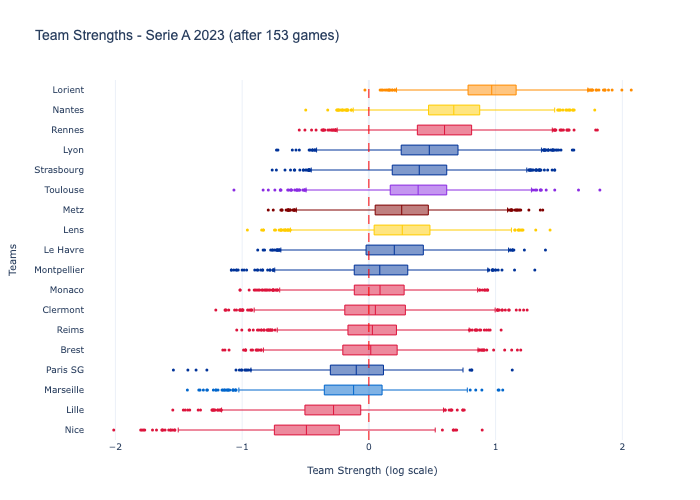 Team Strengths - Serie A 2023 (after 153 games)
Teams
Lorient
Nantes
Rennes
Lyon
Strasbourg
Toulouse
Metz
Lens
Le Havre
Montpellier
Monaco
Clermont
Reims
Brest
Paris SG
Marseille
Lille
Nice
−2 −1 0 1 2
Team Strength (log scale)